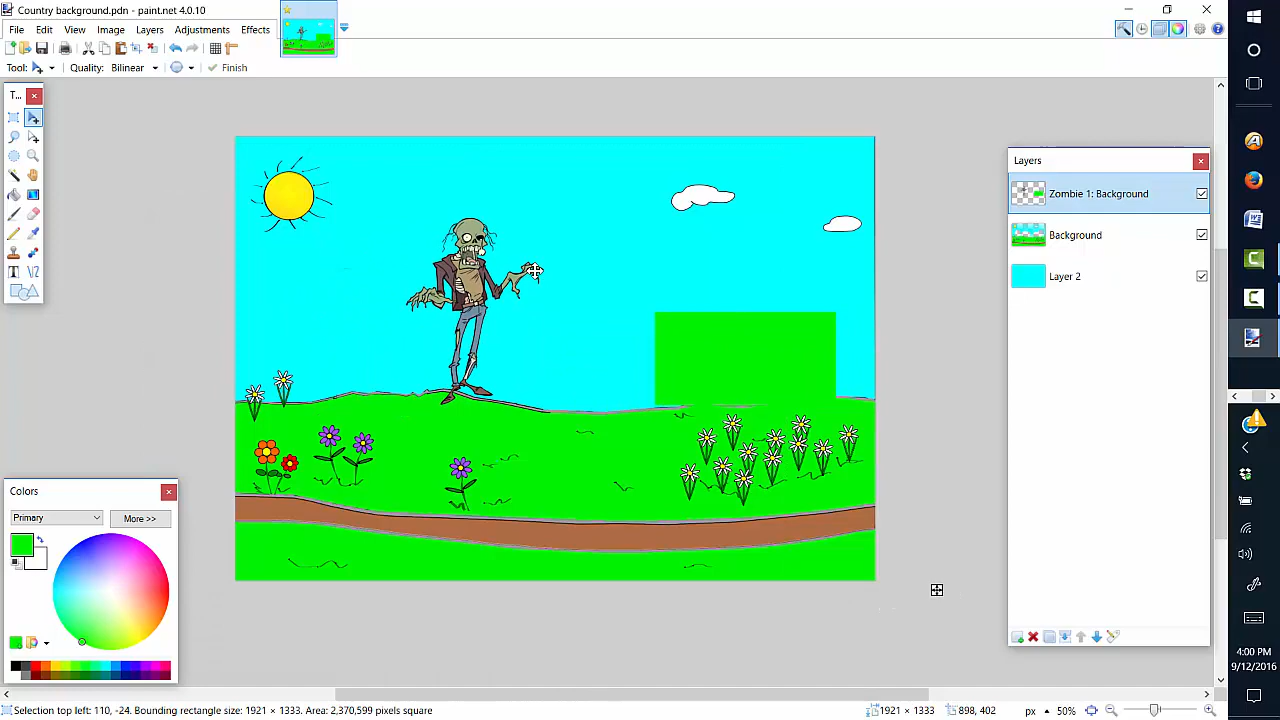 Country background.pdn - paint.net 4.0.10
File Edit View Image Layers Adjustments Effects
Tool: Quality: Bilinear Finish
T...
Layers
Zombie 1: Background
Background
Layer 2
Colors
Primary
More >>
4:00 PM
9/12/2016
Selection top left: 110, -24. Bounding rectangle size: 1921 × 1333. Area: 2,370,599 pixels square
1921 × 1333
898, 402
px
50%